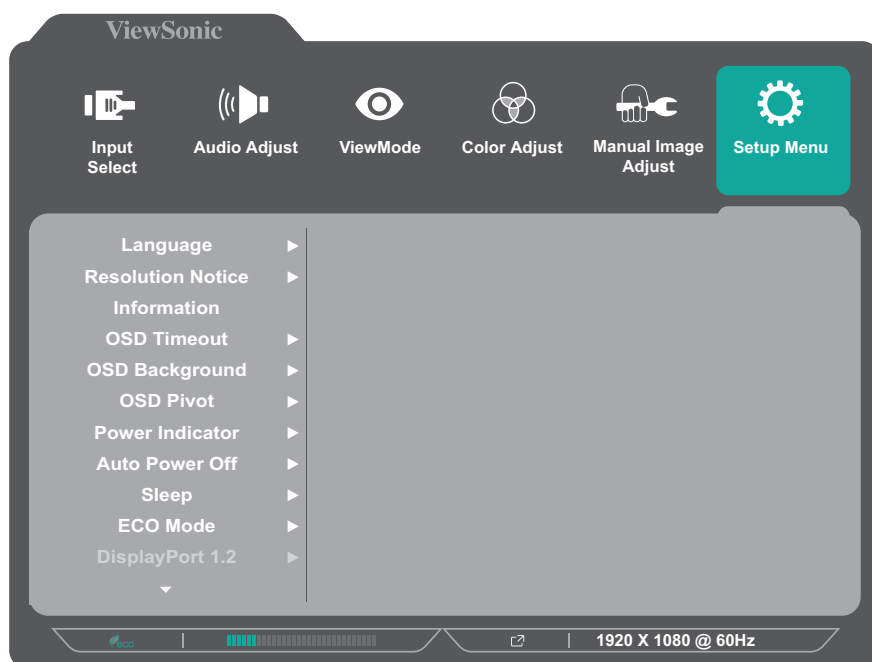 ViewSonic
Input
Select
Audio Adjust
ViewMode
Color Adjust
Manual Image
Adjust
Setup Menu
Language
Resolution Notice
Information
OSD Timeout
OSD Background
OSD Pivot
Power Indicator
Auto Power Off
Sleep
ECO Mode
DisplayPort 1.2
eco
1920 X 1080 @ 60Hz